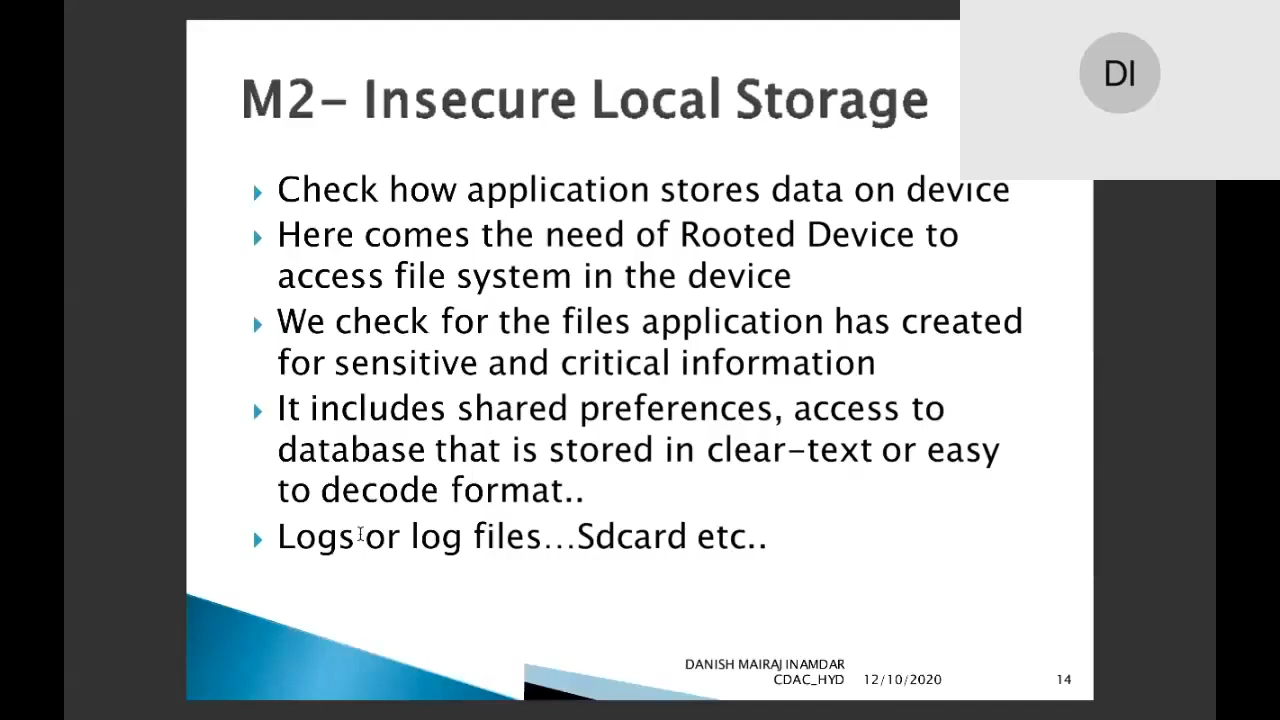 M2- Insecure Local Storage
DI
Check how application stores data on device
Here comes the need of Rooted Device to
access file system in the device
We check for the files application has created
for sensitive and critical information
It includes shared preferences, access to
database that is stored in clear-text or easy
to decode format..
Logs or log files...Sdcard etc..
DANISH MAIRAJ INAMDAR
CDAC_HYD 12/10/2020 14